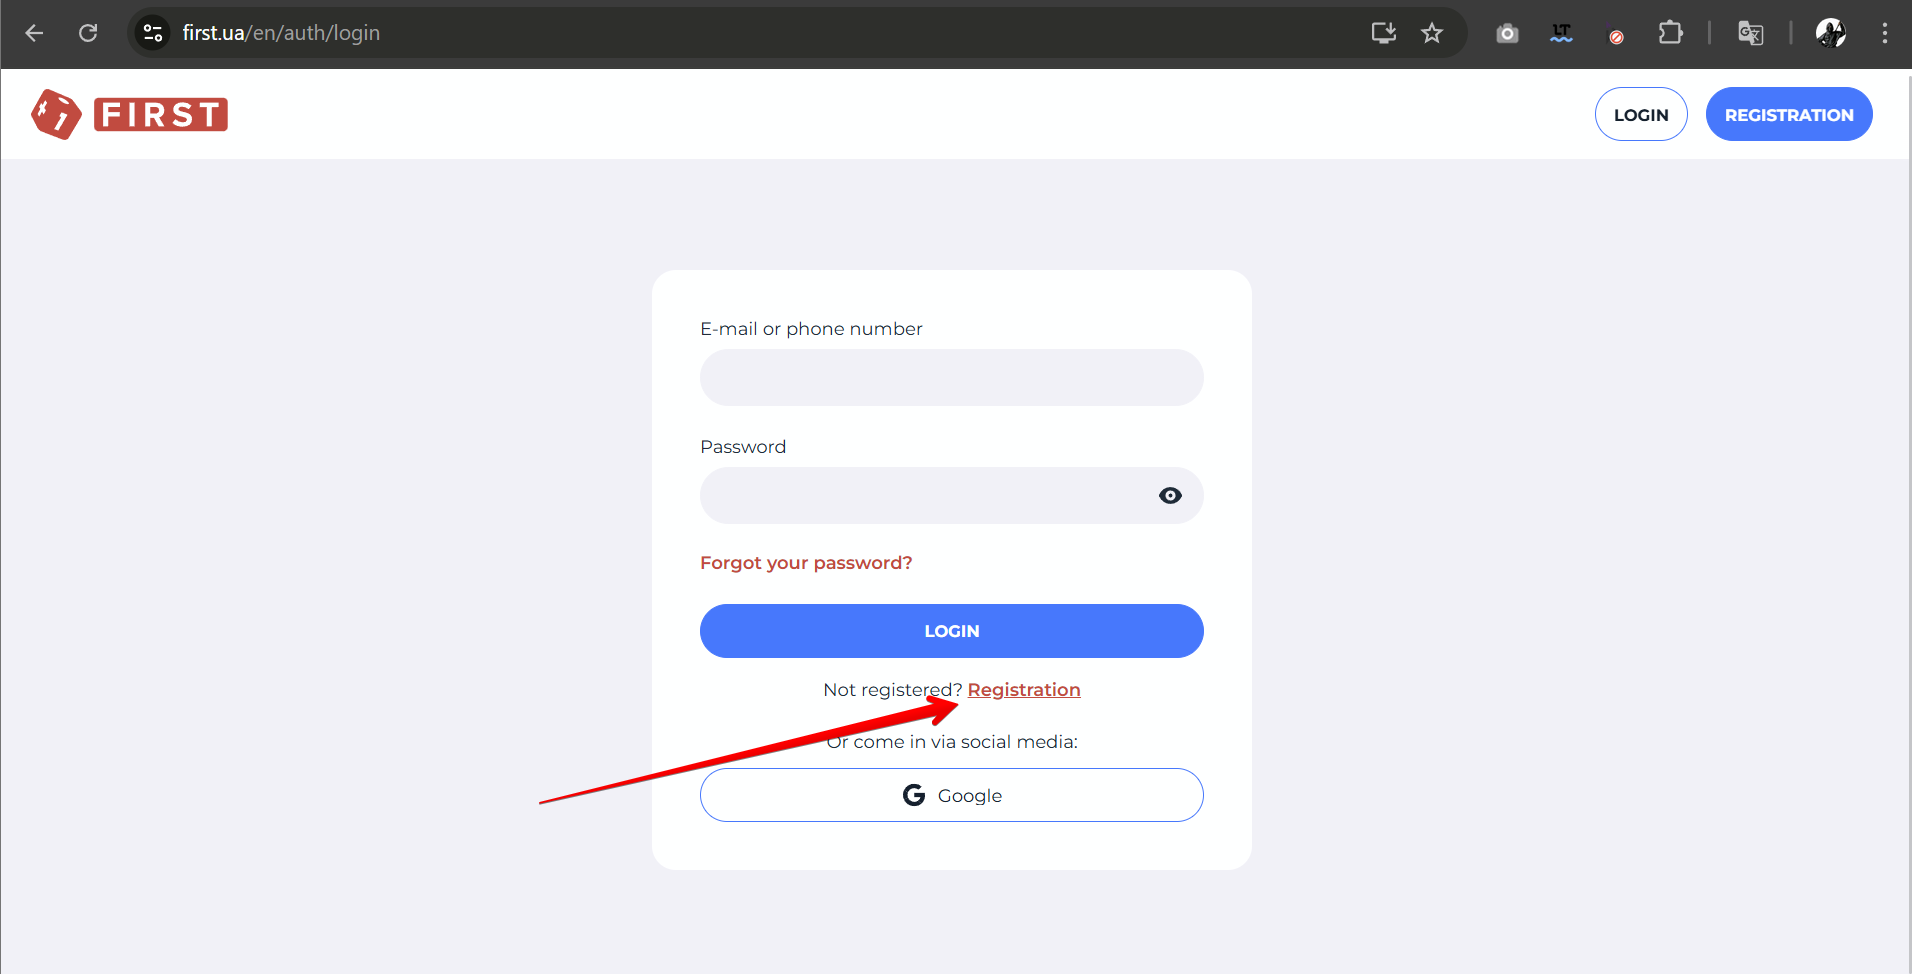 first.ua/en/auth/login
LT
FIRST
LOGIN
REGISTRATION
E-mail or phone number
Password
Forgot your password?
LOGIN
Not registered? Registration
Or come in via social media:
G Google